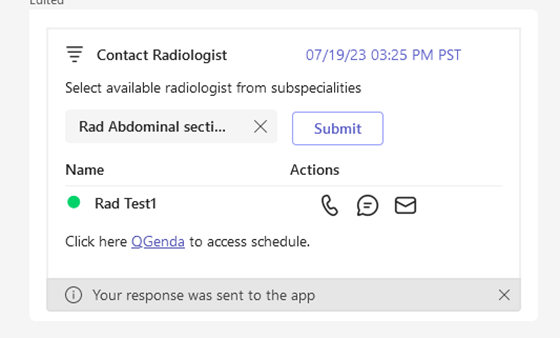 Edited
Contact Radiologist 07/19/23 03:25 PM PST
Select available radiologist from subspecialities
Rad Abdominal secti... Submit
Name Actions
Rad Test1
Click here QGenda to access schedule.
Your response was sent to the app